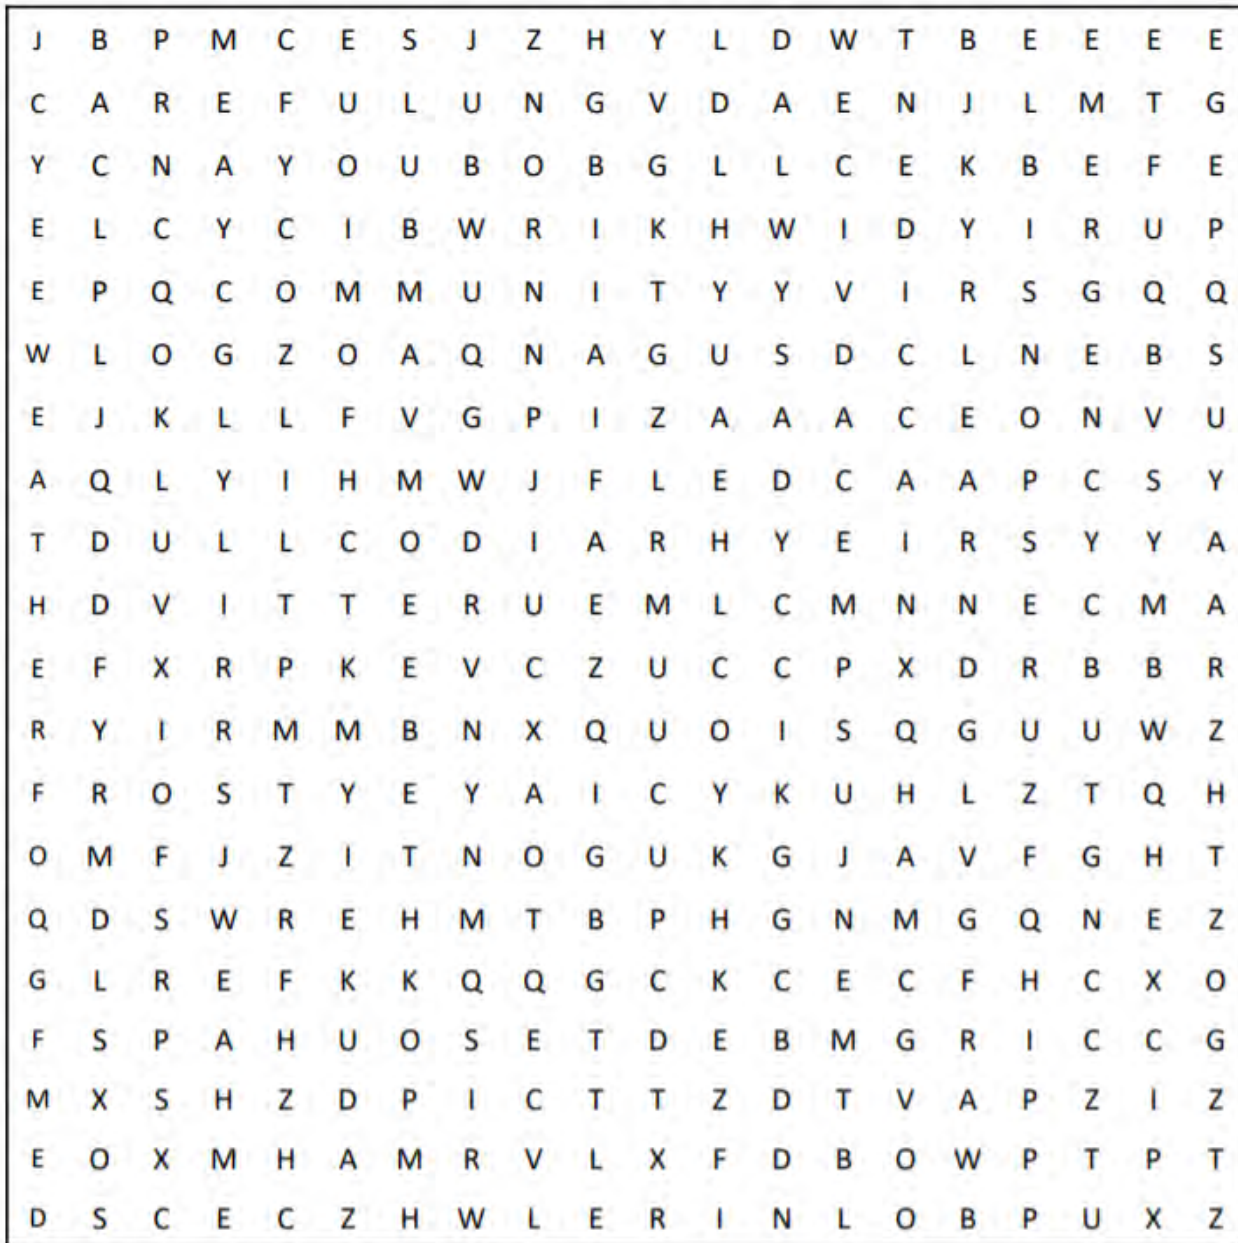 J B P M C E S J Z H Y L D W T B E E E E
C A R E F U L U N G V D A E N J L M T G
Y C N A Y O U B O B G L L C E K B E F E
E L C Y C I B W R I K H W I D Y I R U P
E P Q C O M M U N I T Y Y V I R S G Q Q
W L O G Z O A Q N A G U S D C L N E B S
E J K L L F V G P I Z A A A C E O N V U
A Q L Y I H M W J F L E D C A A P C S Y
T D U L L C O D I A R H Y E I R S Y Y A
H D V I T T E R U E M L C M N N E C M A
E F X R P K E V C Z U C C P X D R B B R
R Y I R M M B N X Q U O I S Q G U U W Z
F R O S T Y E Y A I C Y K U H L Z T Q H
O M F J Z I T N O G U K G J A V F G H T
Q D S W R E H M T B P H G N M G Q N E Z
G L R E F K K Q Q G C K C E C F H C X O
F S P A H U O S E T D E B M G R I C C G
M X S H Z D P I C T T Z D T V A P Z I Z
E O X M H A M R V L X F D B O W P T P T
D S C E C Z H W L E R I N L O B P U X Z